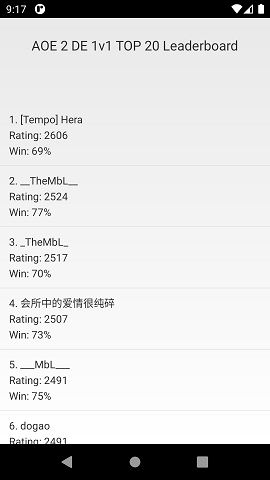 9:17
AOE 2 DE 1v1 TOP 20 Leaderboard
1. [Tempo] Hera
Rating: 2606
Win: 69%
2. __TheMbL__
Rating: 2524
Win: 77%
3. _TheMbL_
Rating: 2517
Win: 70%
4. 会所中的爱情很纯碎
Rating: 2507
Win: 73%
5. ___MbL___
Rating: 2491
Win: 75%
6. dogao
Rating: 2491